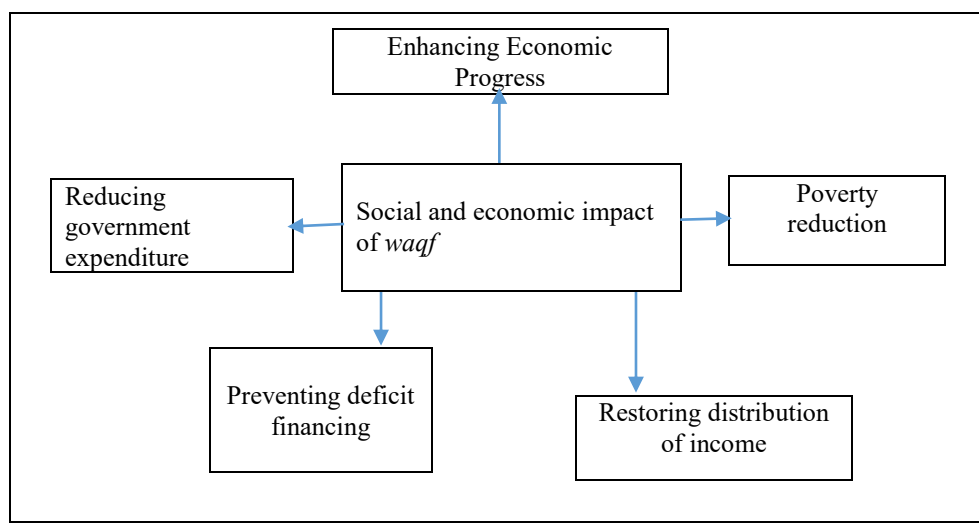 Enhancing Economic
Progress
Reducing
government
expenditure
Social and economic impact
of waqf
Poverty
reduction
Preventing deficit
financing
Restoring distribution
of income